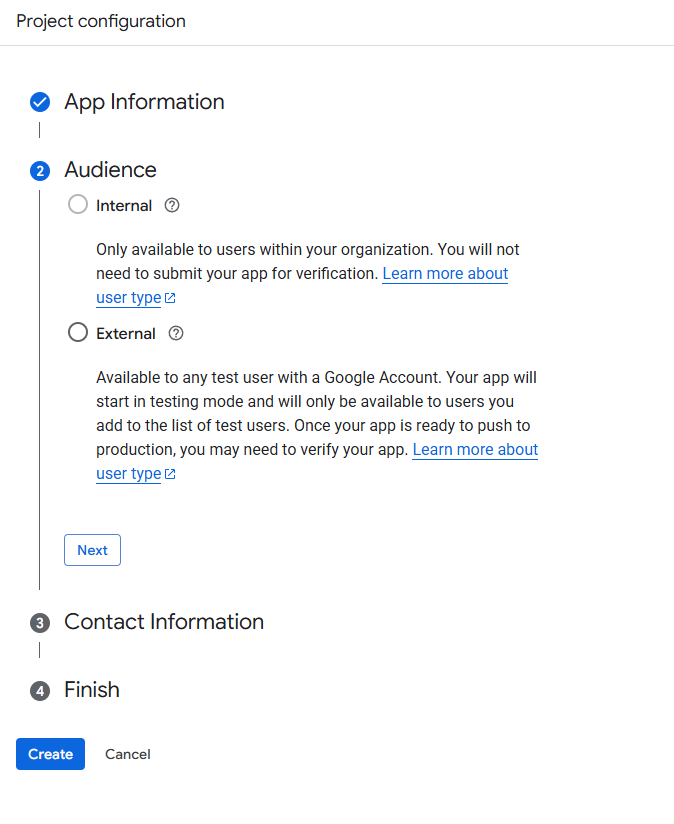 Project configuration
App Information
2
Audience
Internal
Only available to users within your organization. You will not
need to submit your app for verification. Learn more about
user type
External
Available to any test user with a Google Account. Your app will
start in testing mode and will only be available to users you
add to the list of test users. Once your app is ready to push to
production, you may need to verify your app. Learn more about
user type
Next
3
Contact Information
4
Finish
Create
Cancel